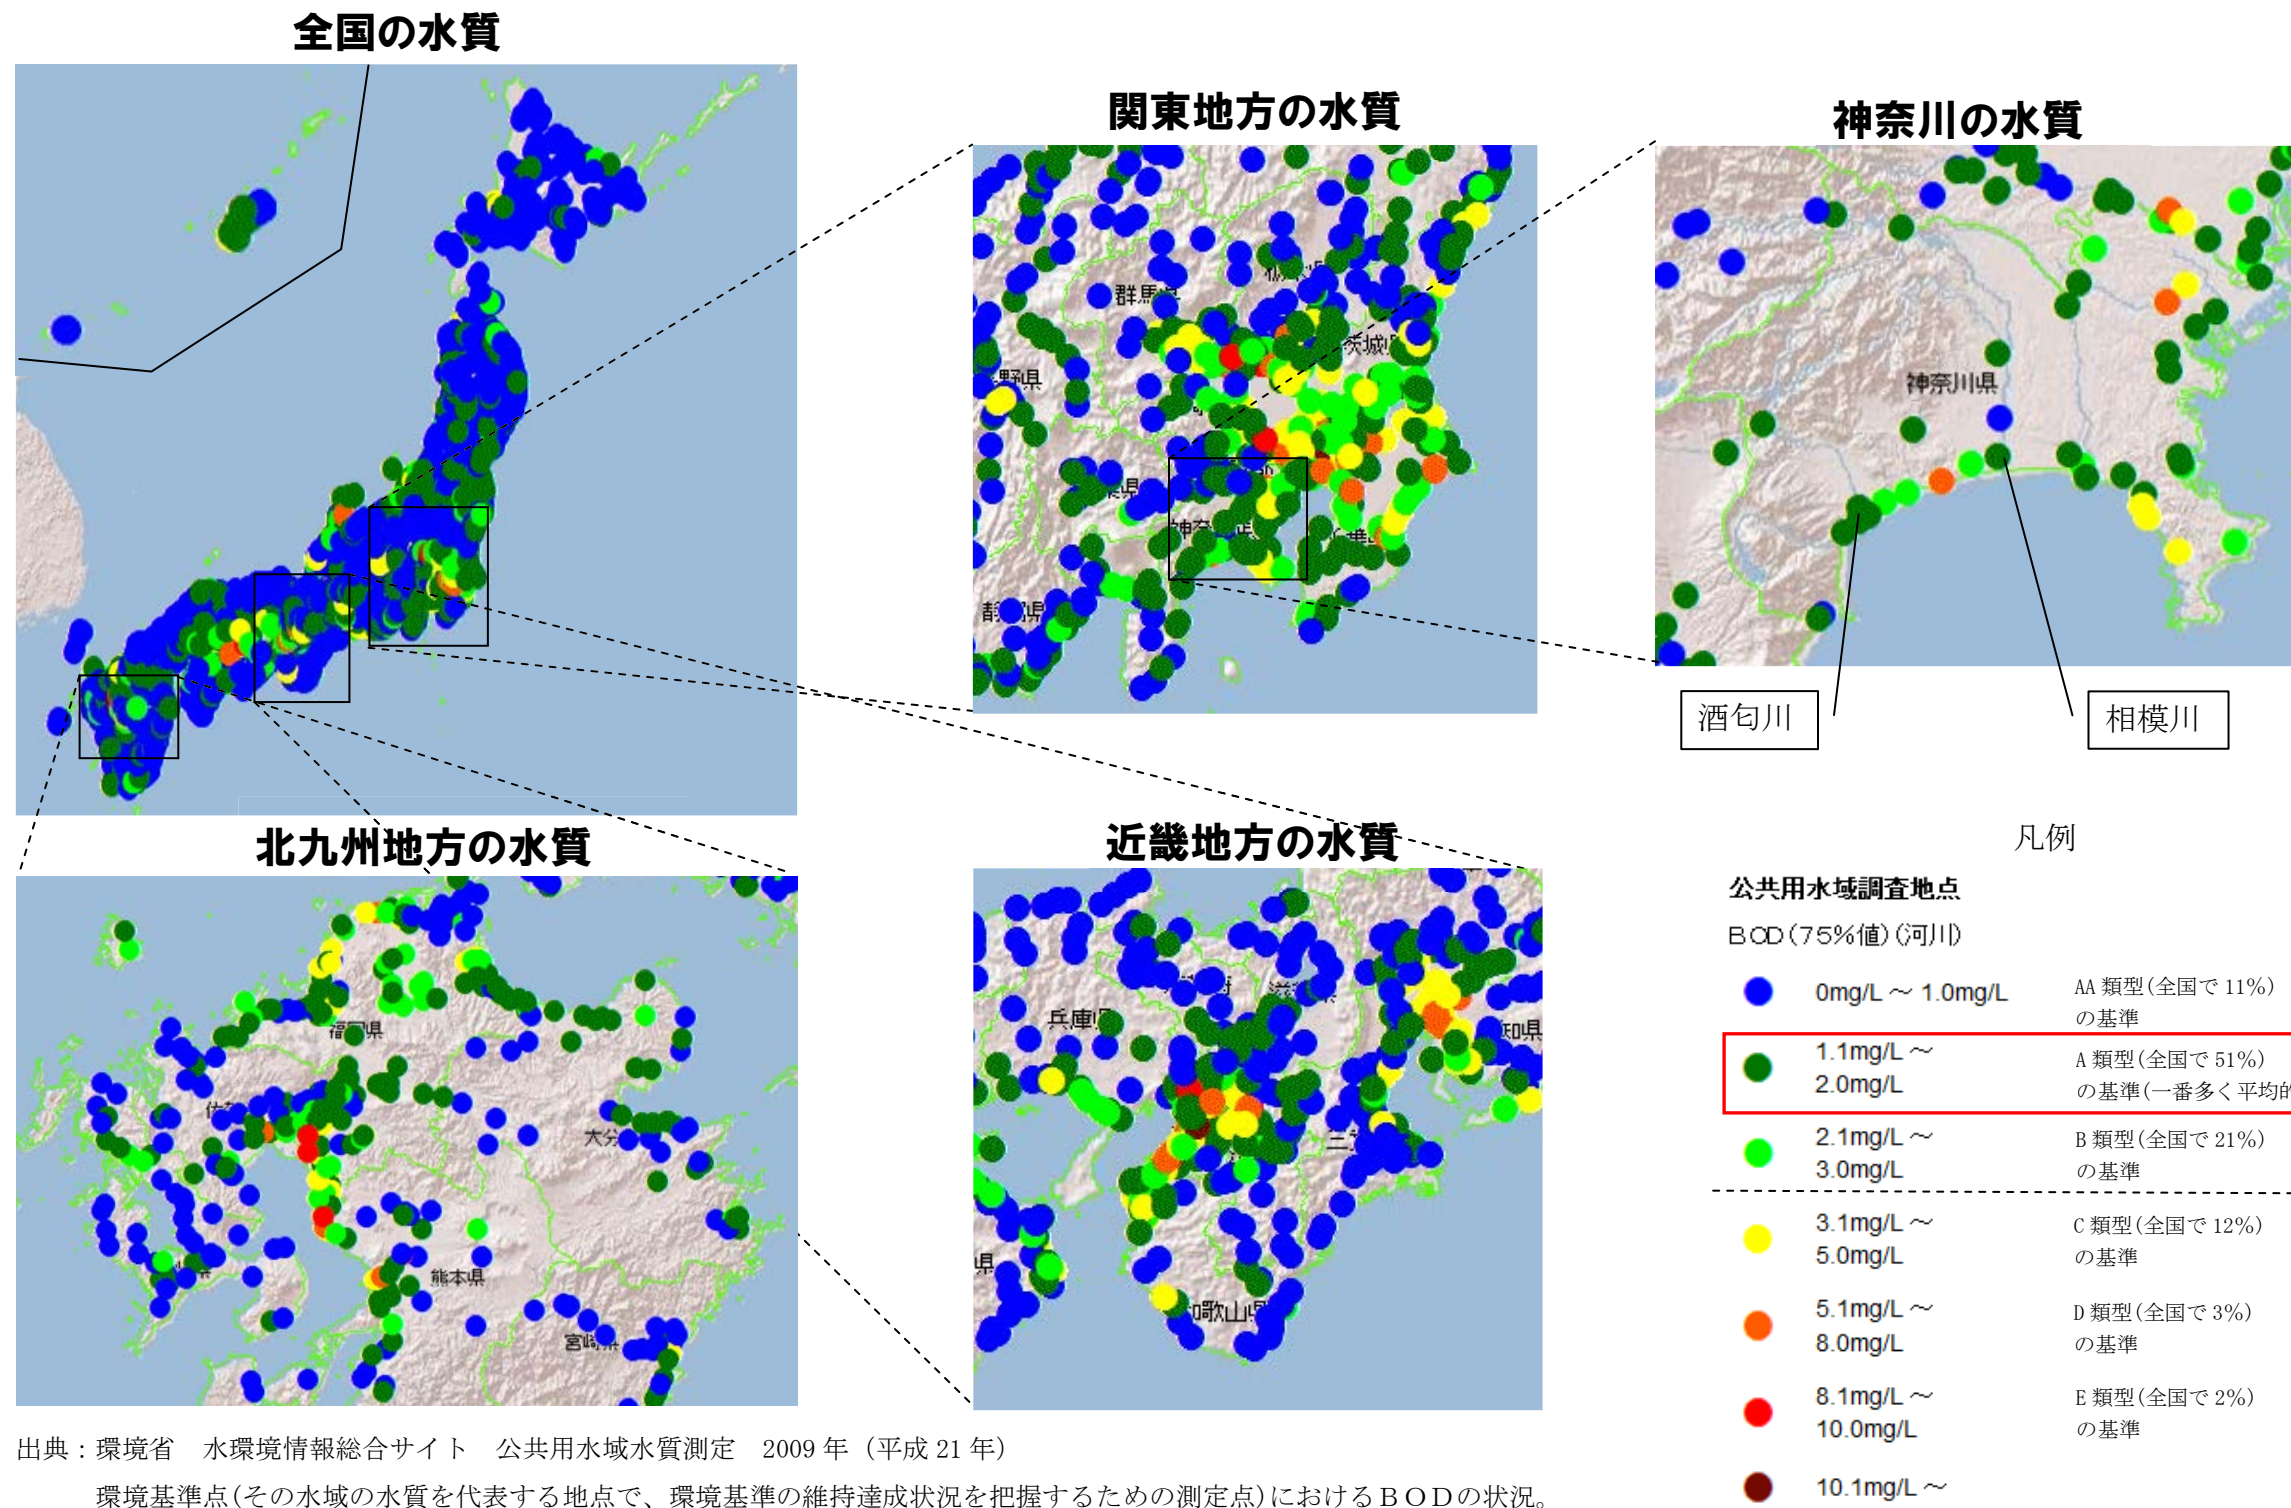 全国の水質
関東地方の水質
神奈川の水質
群馬県
茨城県
野県
神奈川県
酒匂川
相模川
北九州地方の水質
近畿地方の水質
福岡県
大分
熊本県
宮崎県
兵庫県
知県
県
歌山県
凡例
公共用水域調査地点
BOD(75%値)(河川)
0mg/L ～ 1.0mg/L AA 類型(全国で 11%)
の基準
1.1mg/L ～ A 類型(全国で 51%)
2.0mg/L の基準(一番多く平均的
2.1mg/L ～ B 類型(全国で 21%)
3.0mg/L の基準
3.1mg/L ～ C 類型(全国で 12%)
5.0mg/L の基準
5.1mg/L ～ D 類型(全国で 3%)
8.0mg/L の基準
8.1mg/L ～ E 類型(全国で 2%)
10.0mg/L の基準
10.1mg/L ～
出典：環境省　水環境情報総合サイト　公共用水域水質測定　2009 年（平成 21 年）
環境基準点(その水域の水質を代表する地点で、環境基準の維持達成状況を把握するための測定点)におけるＢＯＤの状況。